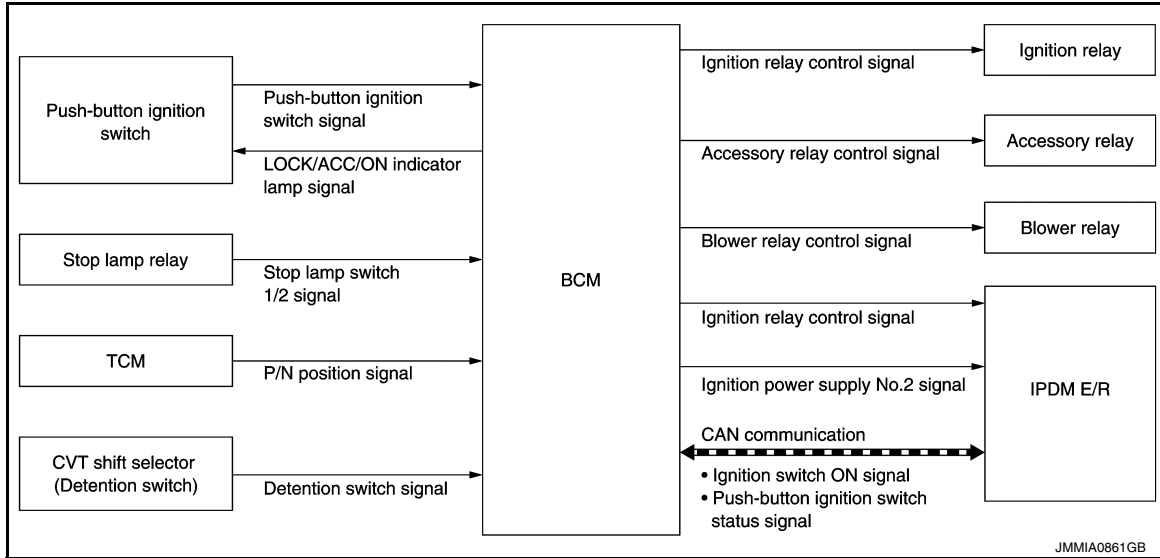 Push-button ignition
switch
Push-button ignition
switch signal
LOCK/ACC/ON indicator
lamp signal
Stop lamp relay
Stop lamp switch
1/2 signal
TCM
P/N position signal
CVT shift selector
(Detention switch)
Detention switch signal
BCM
Ignition relay control signal
Ignition relay
Accessory relay control signal
Accessory relay
Blower relay control signal
Blower relay
Ignition relay control signal
Ignition power supply No.2 signal
CAN communication
• Ignition switch ON signal
• Push-button ignition switch
status signal
IPDM E/R
JMMIA0861GB